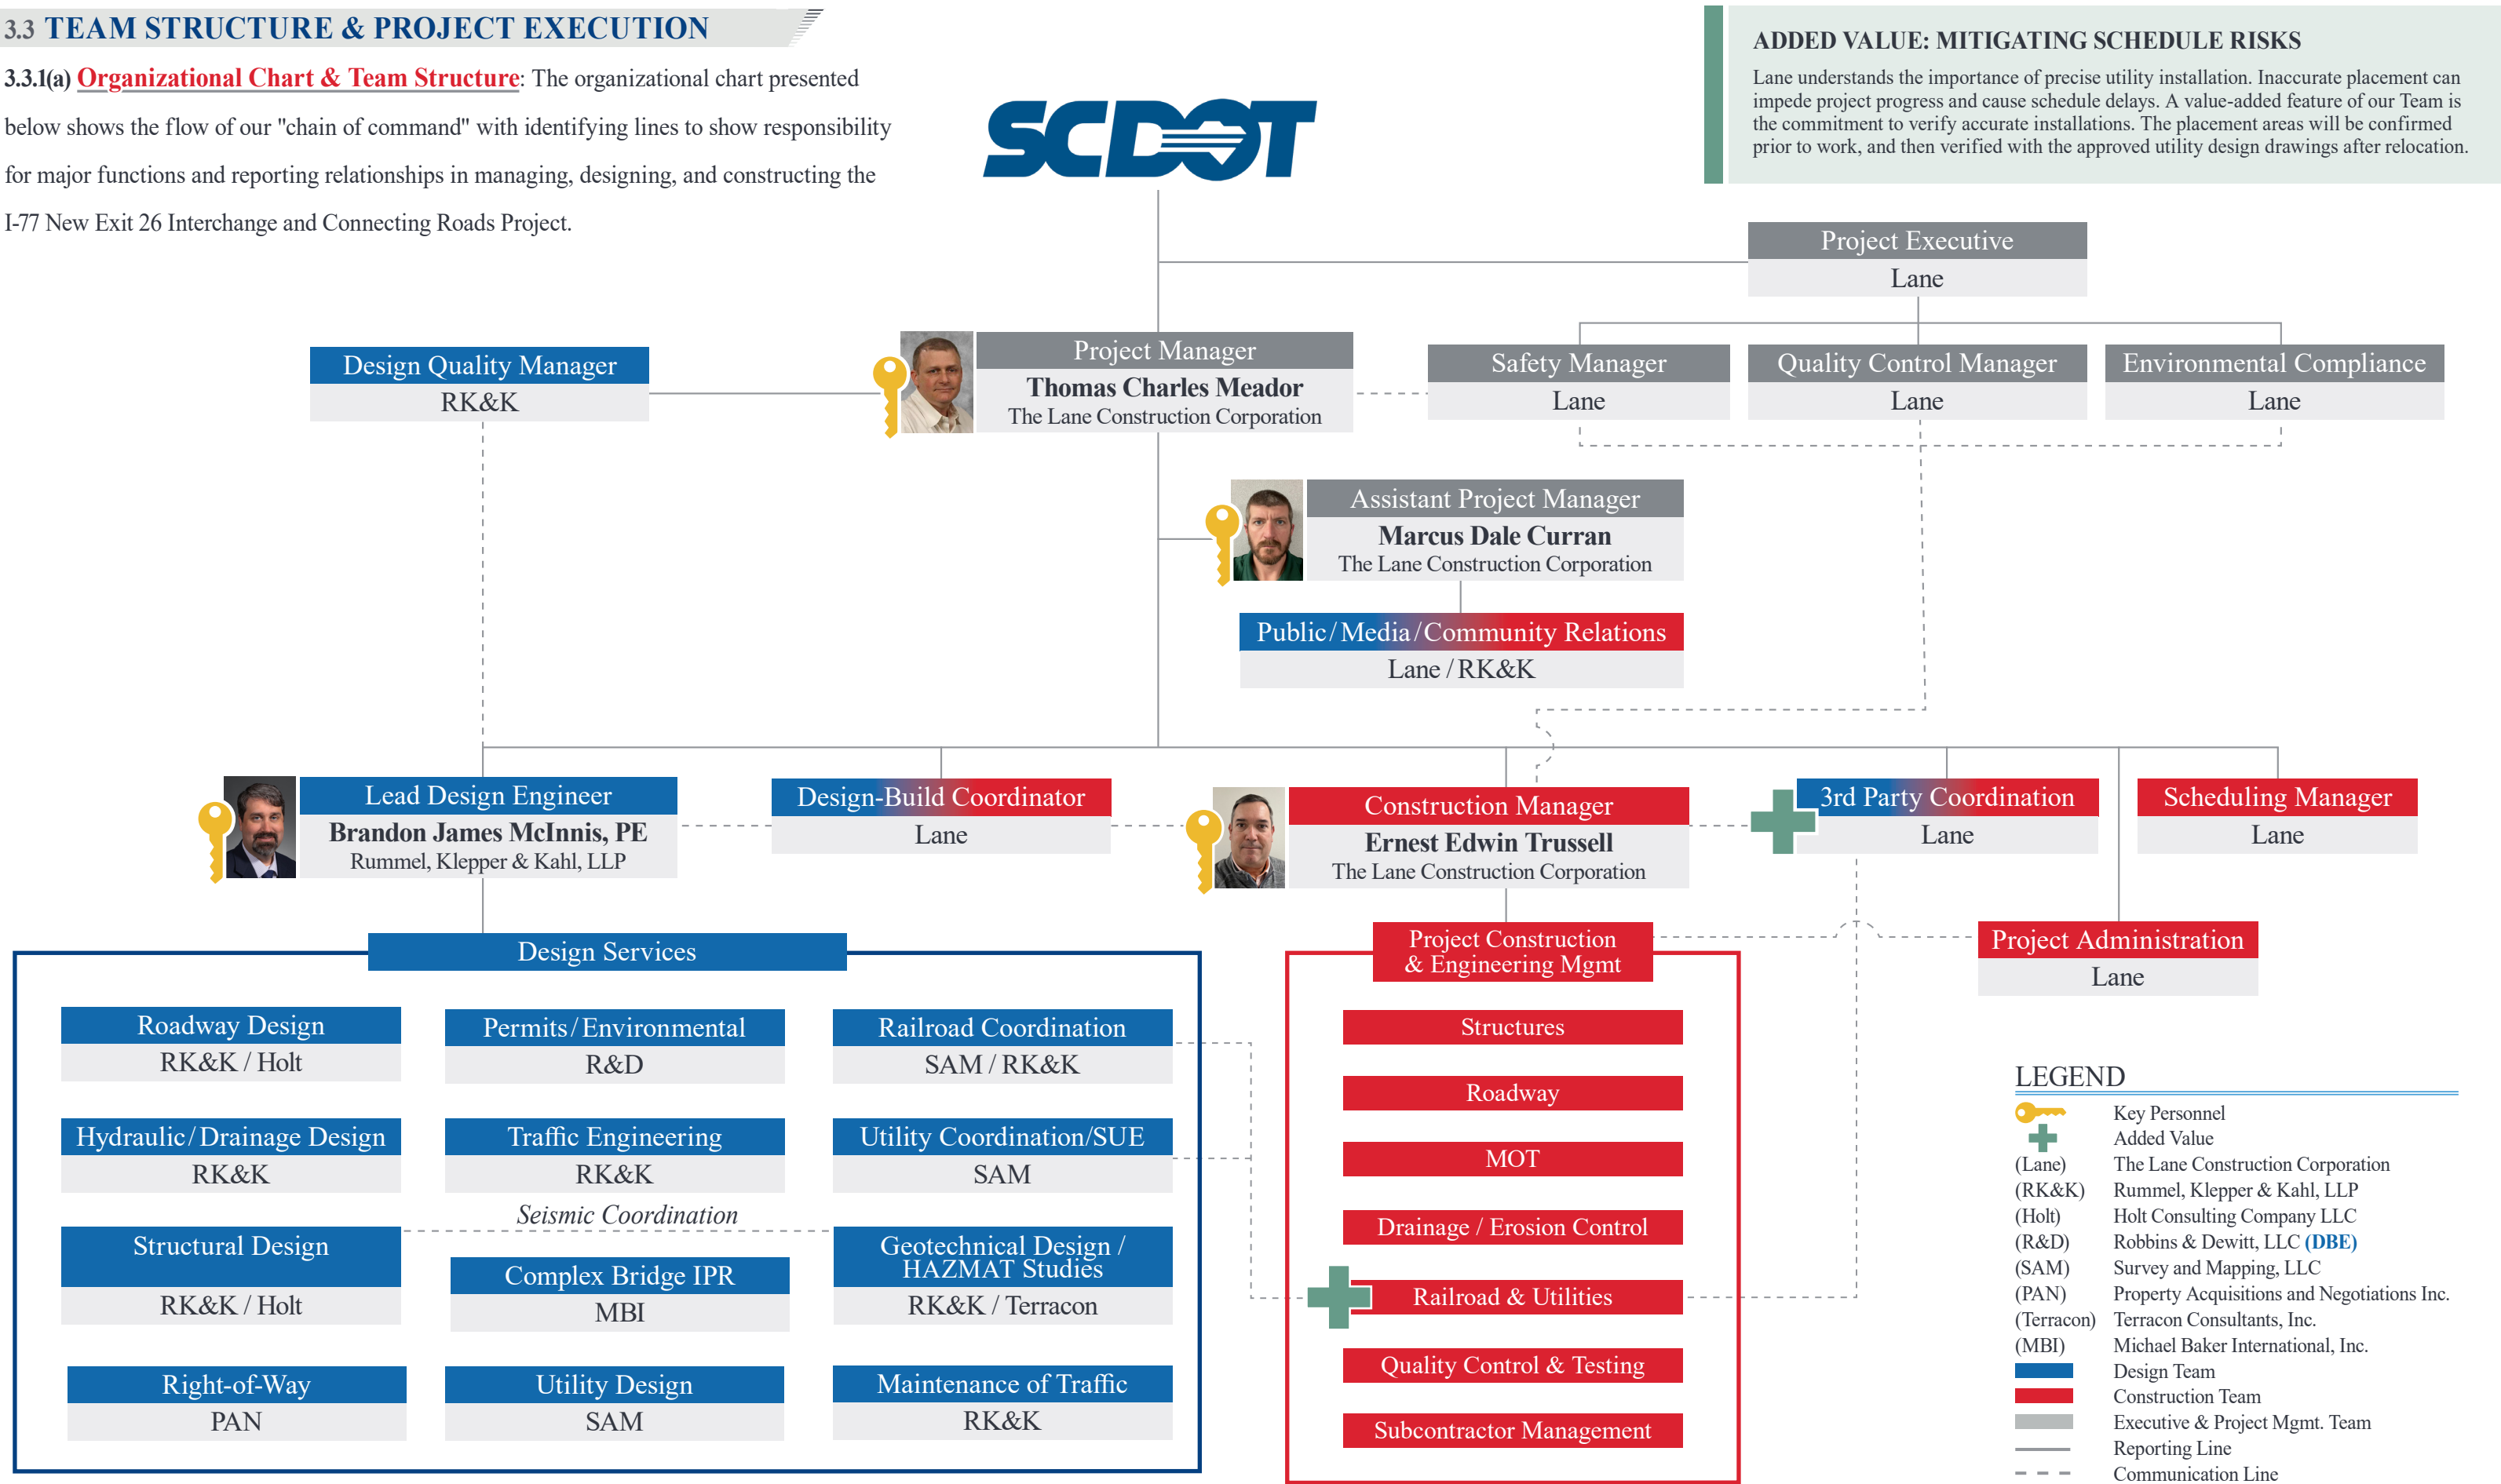 3.3 TEAM STRUCTURE & PROJECT EXECUTION
3.3.1(a) Organizational Chart & Team Structure: The organizational chart presented
below shows the flow of our "chain of command" with identifying lines to show responsibility
for major functions and reporting relationships in managing, designing, and constructing the
I-77 New Exit 26 Interchange and Connecting Roads Project.
SCDOT
ADDED VALUE: MITIGATING SCHEDULE RISKS
Lane understands the importance of precise utility installation. Inaccurate placement can
impede project progress and cause schedule delays. A value-added feature of our Team is
the commitment to verify accurate installations. The placement areas will be confirmed
prior to work, and then verified with the approved utility design drawings after relocation.
Project Executive
Lane
Design Quality Manager
RK&K
Project Manager
Thomas Charles Meador
The Lane Construction Corporation
Safety Manager
Lane
Quality Control Manager
Lane
Environmental Compliance
Lane
Assistant Project Manager
Marcus Dale Curran
The Lane Construction Corporation
Public/Media/Community Relations
Lane / RK&K
Lead Design Engineer
Brandon James McInnis, PE
Rummel, Klepper & Kahl, LLP
Design-Build Coordinator
Lane
Construction Manager
Ernest Edwin Trussell
The Lane Construction Corporation
3rd Party Coordination
Lane
Scheduling Manager
Lane
Design Services
Project Construction
& Engineering Mgmt
Project Administration
Lane
Roadway Design
RK&K / Holt
Permits/Environmental
R&D
Railroad Coordination
SAM / RK&K
Hydraulic/Drainage Design
RK&K
Traffic Engineering
RK&K
Utility Coordination/SUE
SAM
Seismic Coordination
Structural Design
RK&K / Holt
Complex Bridge IPR
MBI
Geotechnical Design /
HAZMAT Studies
RK&K / Terracon
Right-of-Way
PAN
Utility Design
SAM
Maintenance of Traffic
RK&K
Structures
Roadway
MOT
Drainage / Erosion Control
Railroad & Utilities
Quality Control & Testing
Subcontractor Management
LEGEND
Key Personnel
Added Value
(Lane) The Lane Construction Corporation
(RK&K) Rummel, Klepper & Kahl, LLP
(Holt) Holt Consulting Company LLC
(R&D) Robbins & Dewitt, LLC (DBE)
(SAM) Survey and Mapping, LLC
(PAN) Property Acquisitions and Negotiations Inc.
(Terracon) Terracon Consultants, Inc.
(MBI) Michael Baker International, Inc.
Design Team
Construction Team
Executive & Project Mgmt. Team
Reporting Line
Communication Line